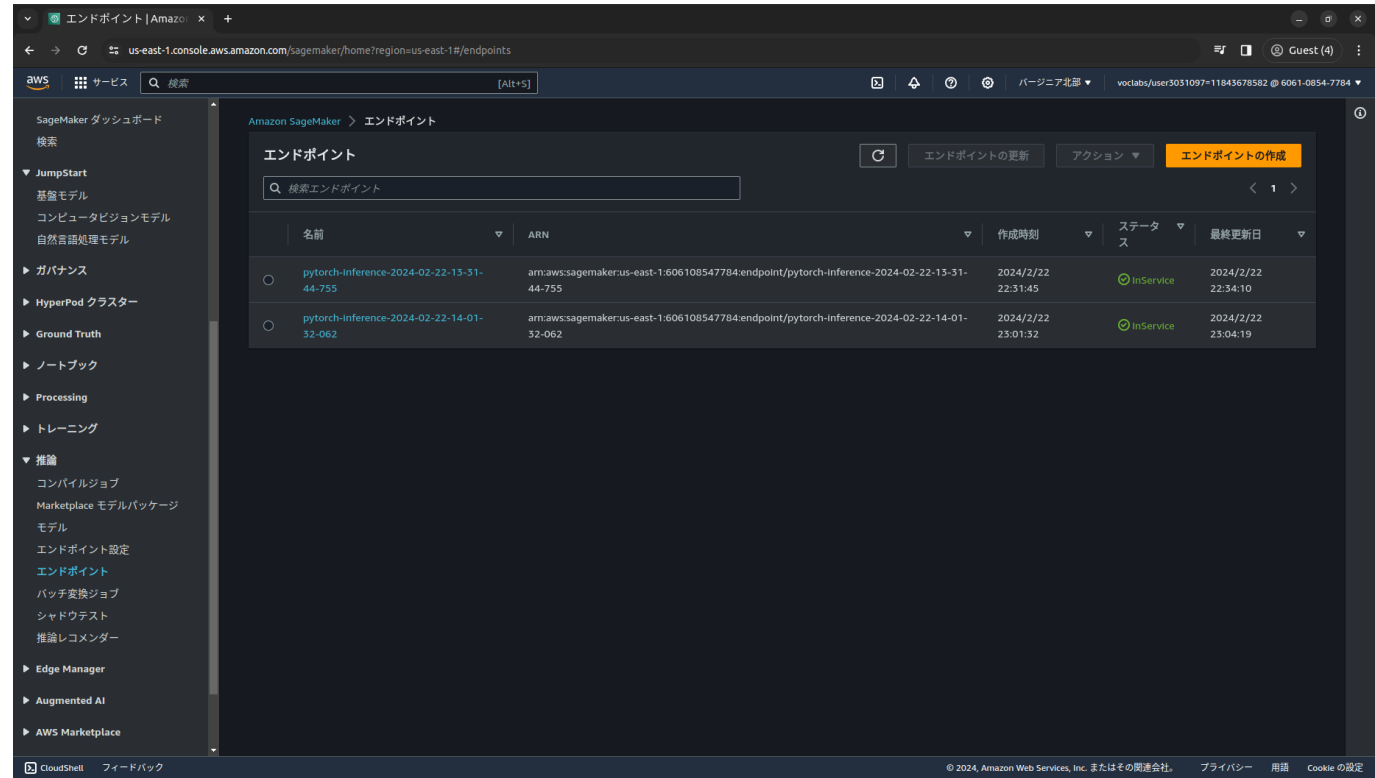 エンドポイント | Amazo
us-east-1.console.aws.amazon.com/sagemaker/home?region=us-east-1#/endpoints
Guest (4)
aws
サービス
検索
[Alt+S]
バージニア北部 ▼
voclabs/user3031097=11843678582 @ 6061-0854-7784 ▼
SageMaker ダッシュボード
検索
JumpStart
基盤モデル
コンピュータビジョンモデル
自然言語処理モデル
ガバナンス
HyperPod クラスター
Ground Truth
ノートブック
Processing
トレーニング
推論
コンパイルジョブ
Marketplace モデルパッケージ
モデル
エンドポイント設定
エンドポイント
バッチ変換ジョブ
シャドウテスト
推論レコメンダー
Edge Manager
Augmented AI
AWS Marketplace
Amazon SageMaker > エンドポイント
エンドポイント
エンドポイントの更新
アクション ▼
エンドポイントの作成
検索エンドポイント
1
名前
ARN
作成時刻
ステータ
ス
最終更新日
pytorch-inference-2024-02-22-13-31-
44-755
arn:aws:sagemaker:us-east-1:606108547784:endpoint/pytorch-inference-2024-02-22-13-31-
44-755
2024/2/22
22:31:45
InService
2024/2/22
22:34:10
pytorch-inference-2024-02-22-14-01-
32-062
arn:aws:sagemaker:us-east-1:606108547784:endpoint/pytorch-inference-2024-02-22-14-01-
32-062
2024/2/22
23:01:32
InService
2024/2/22
23:04:19
CloudShell
フィードバック
© 2024, Amazon Web Services, Inc. またはその関連会社。
プライバシー
用語
Cookie の設定